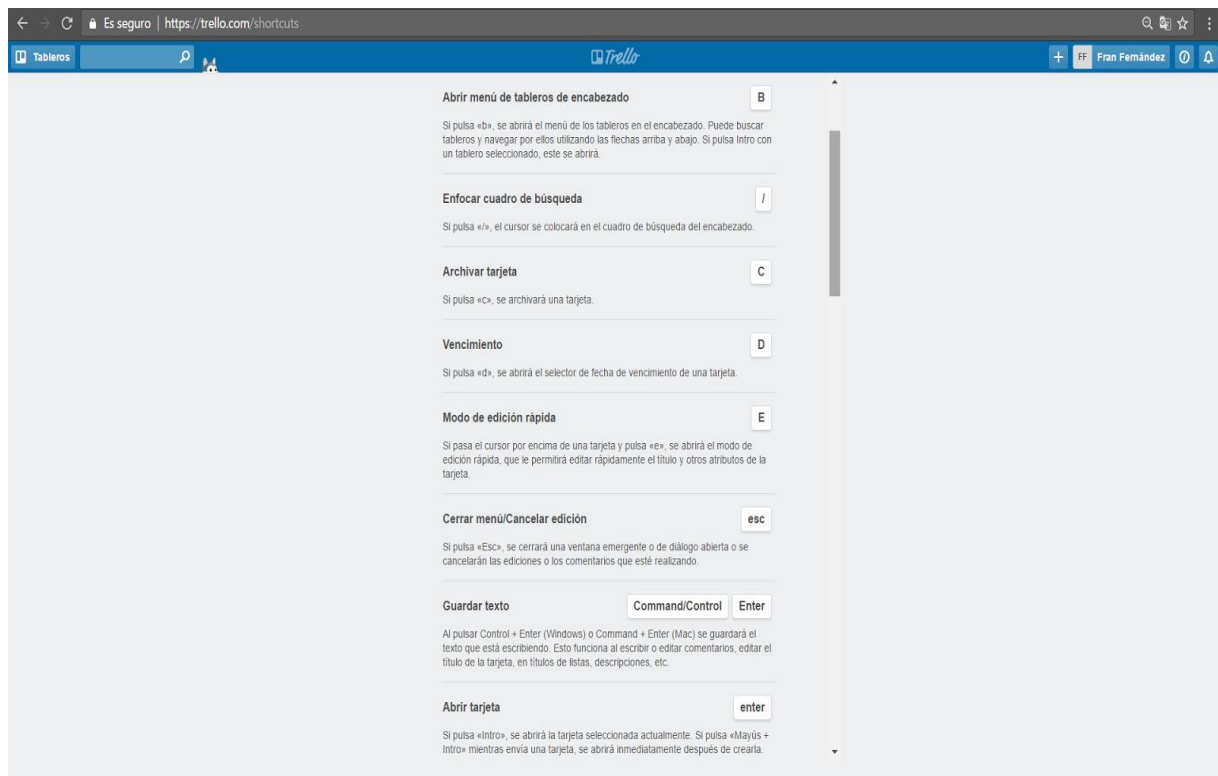 Es seguro | https://trello.com/shortcuts
Tableros
Trello
FF Fran Fernández
Abrir menú de tableros de encabezado B
Si pulsa «b», se abrirá el menú de los tableros en el encabezado. Puede buscar
tableros y navegar por ellos utilizando las flechas arriba y abajo. Si pulsa Intro con
un tablero seleccionado, este se abrirá.
Enfocar cuadro de búsqueda /
Si pulsa «/», el cursor se colocará en el cuadro de búsqueda del encabezado.
Archivar tarjeta C
Si pulsa «c», se archivará una tarjeta.
Vencimiento D
Si pulsa «d», se abrirá el selector de fecha de vencimiento de una tarjeta.
Modo de edición rápida E
Si pasa el cursor por encima de una tarjeta y pulsa «e», se abrirá el modo de
edición rápida, que le permitirá editar rápidamente el título y otros atributos de la
tarjeta.
Cerrar menú/Cancelar edición esc
Si pulsa «Esc», se cerrará una ventana emergente o de diálogo abierta o se
cancelarán las ediciones o los comentarios que esté realizando.
Guardar texto Command/Control Enter
Al pulsar Control + Enter (Windows) o Command + Enter (Mac) se guardará el
texto que está escribiendo. Esto funciona al escribir o editar comentarios, editar el
título de la tarjeta, en títulos de listas, descripciones, etc.
Abrir tarjeta enter
Si pulsa «Intro», se abrirá la tarjeta seleccionada actualmente. Si pulsa «Mayús +
Intro» mientras envía una tarjeta, se abrirá inmediatamente después de crearla.